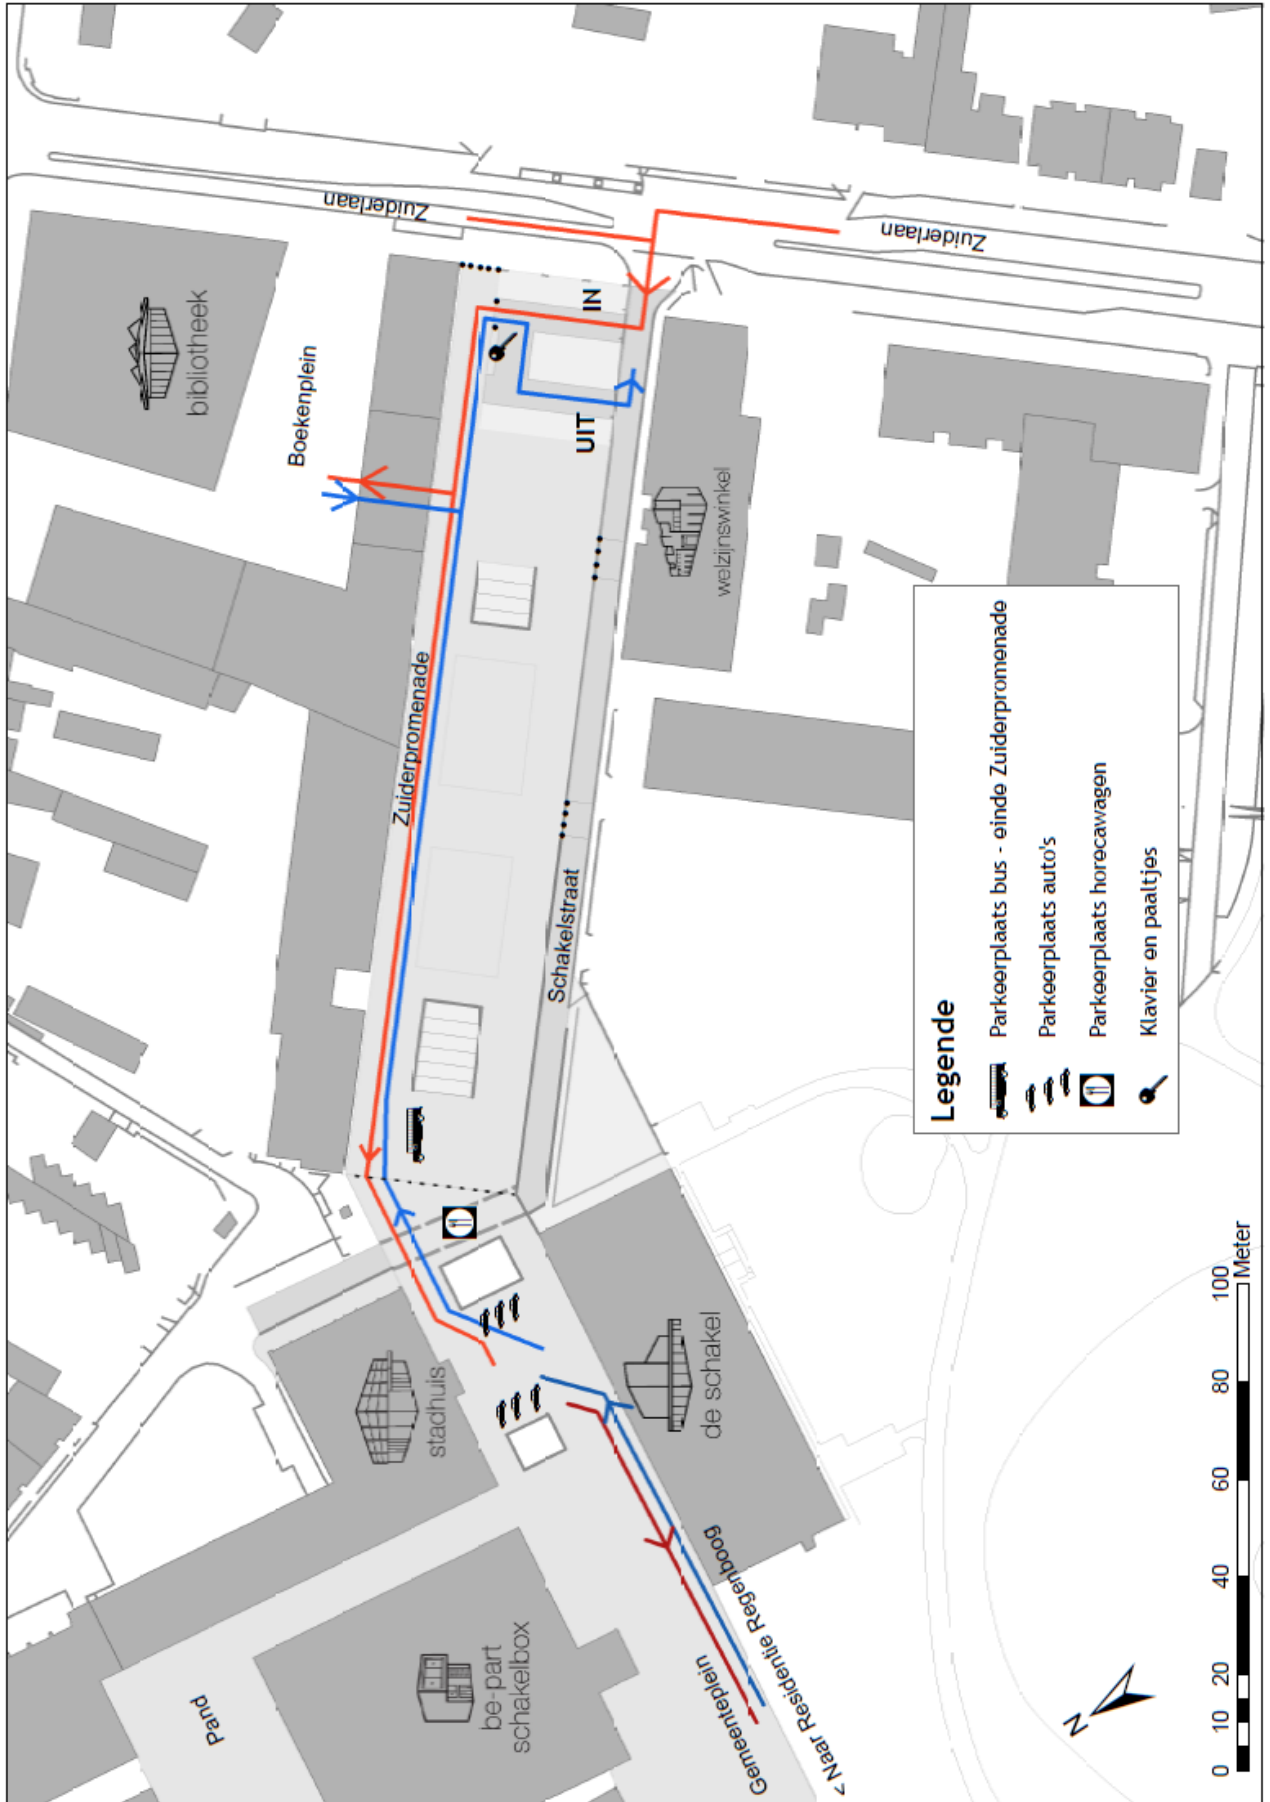 Zuiderlaan
Zuiderlaan
bibliotheek
Boekenplein
IN
UIT
welzijnswinkel
Zuiderpromenade
Schakelstraat
stadhuis
de schakel
be-part
schakelbox
Pand
Gemeenteplein
< Naar Residentie Regenboog
Legende
Parkeerplaats bus - einde Zuiderpromenade
Parkeerplaats auto's
Parkeerplaats horecawagen
Klavier en paaltjes
N
0 10 20 40 60 80 100
Meter